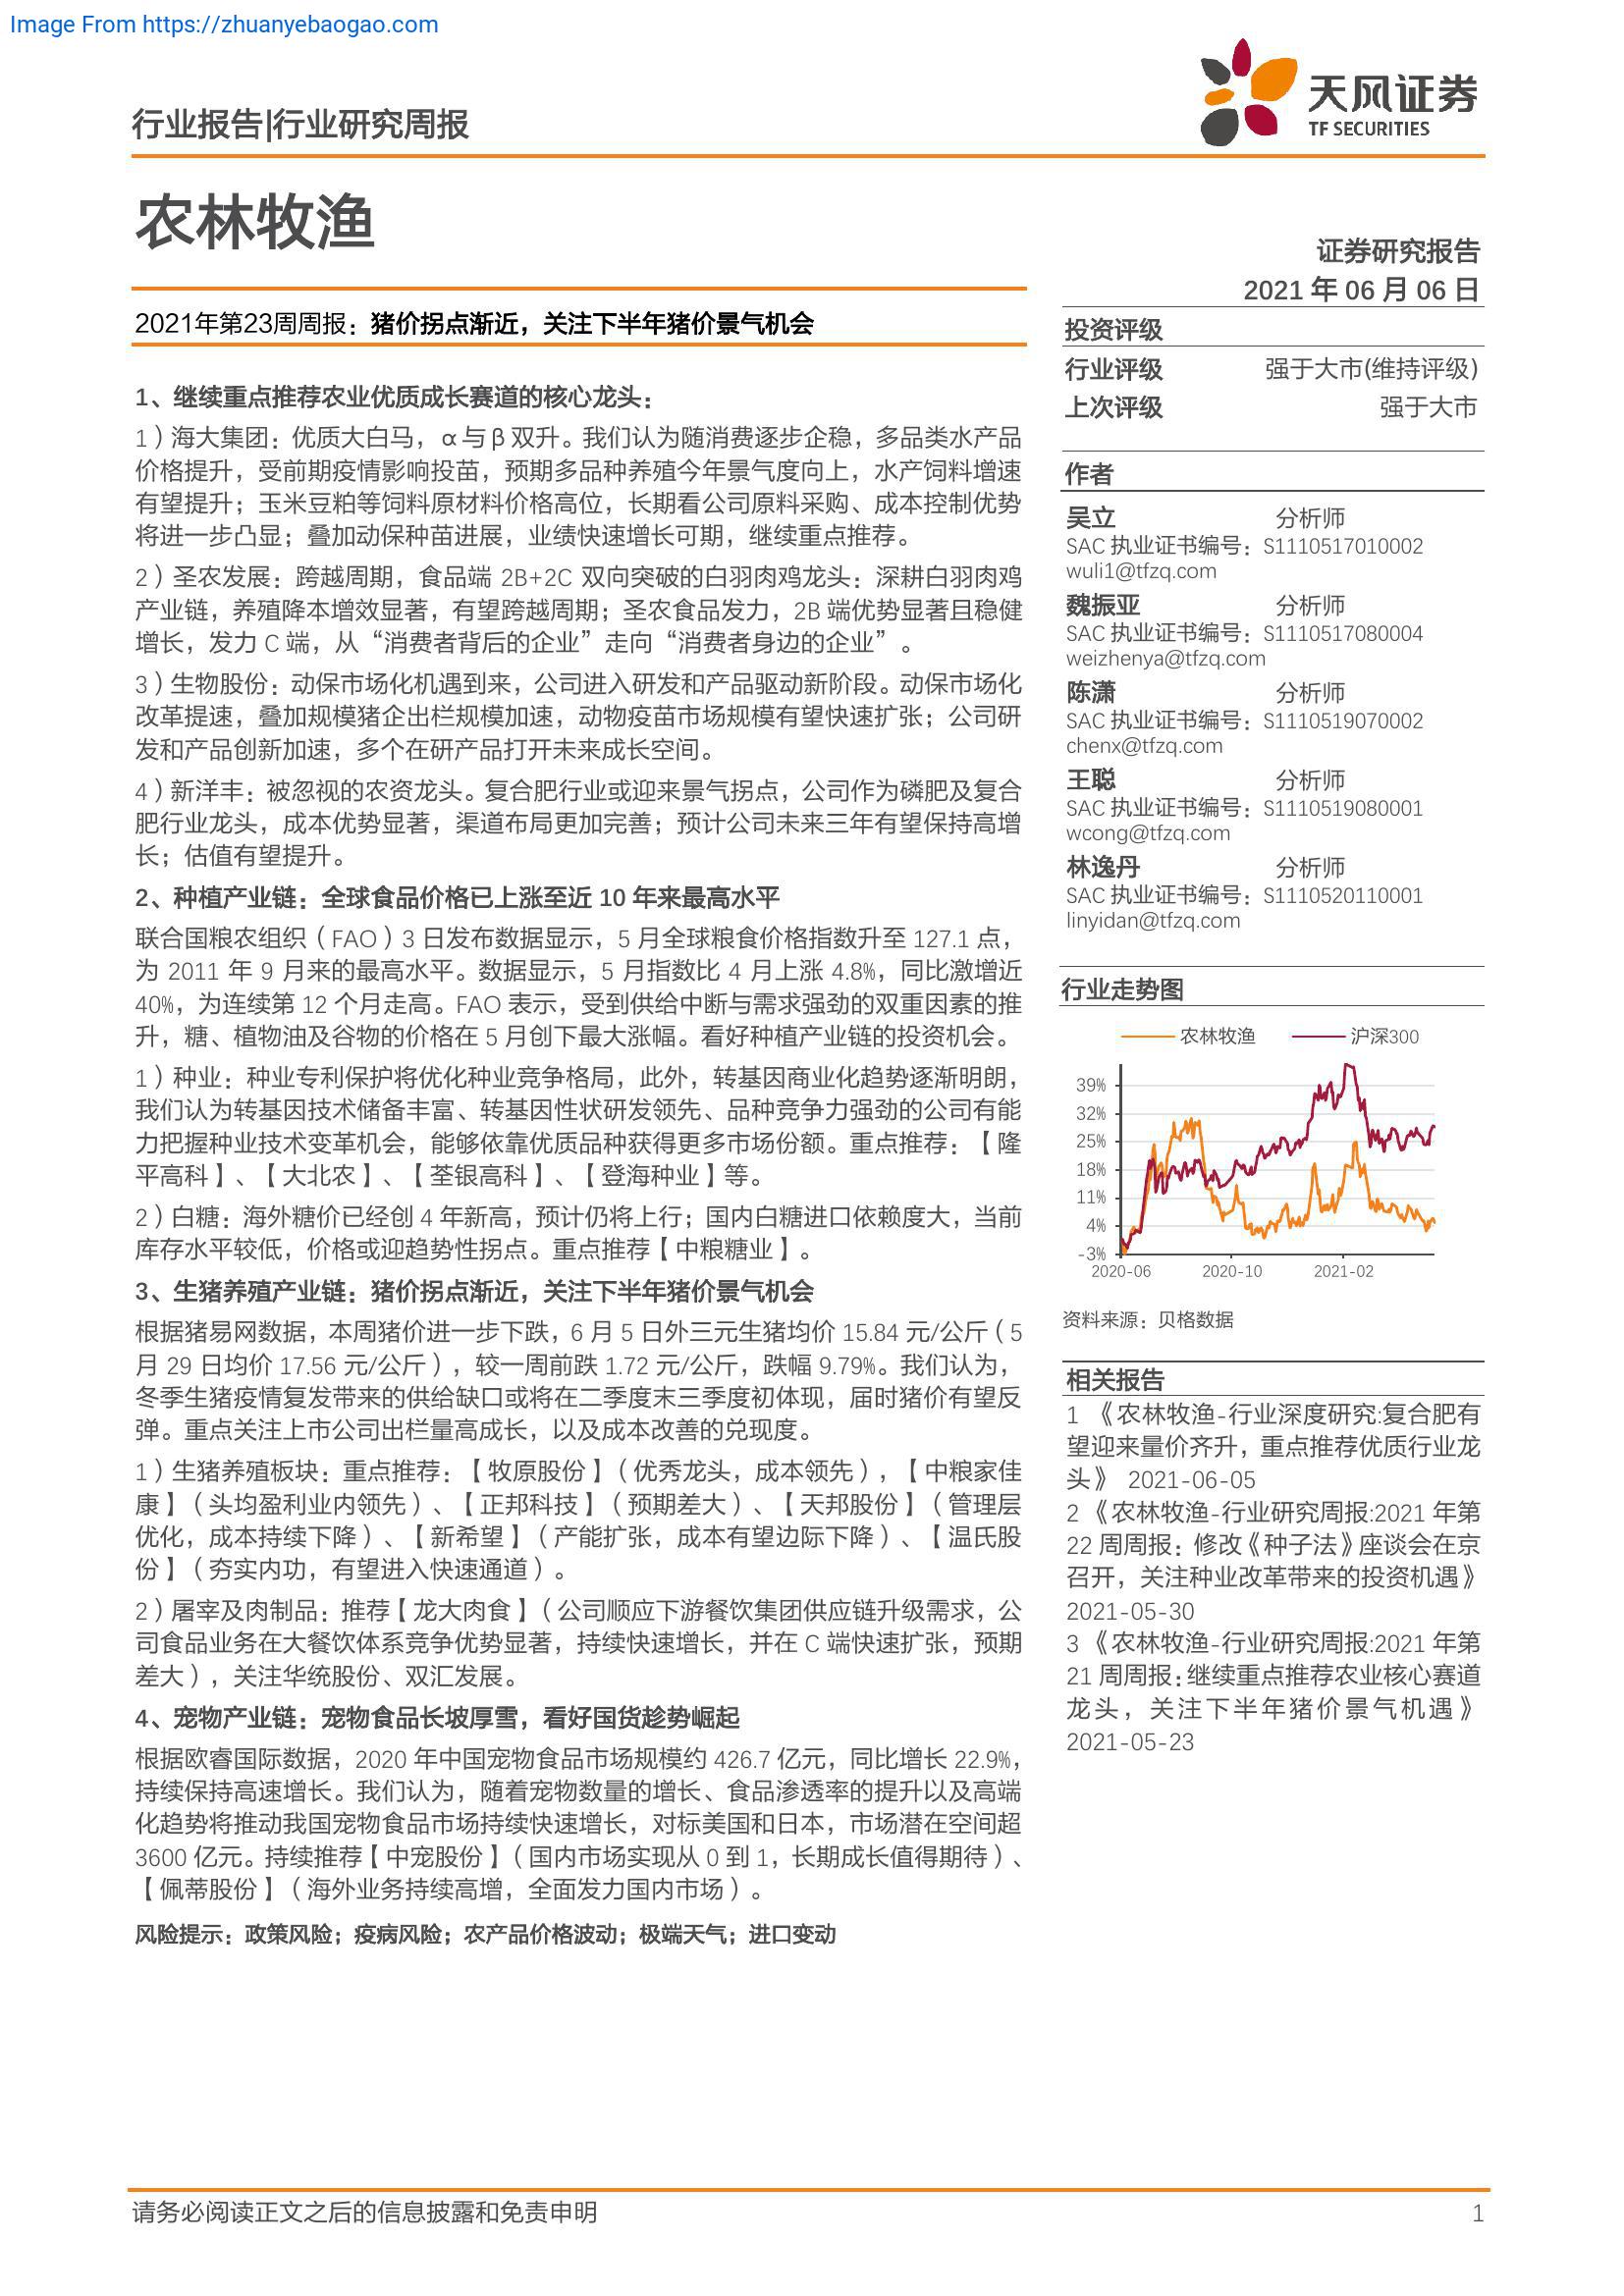 Image From https://zhuanyebaogao.com
行业报告|行业研究周报
天风证券
TF SECURITIES
农林牧渔
证券研究报告
2021 年 06 月 06 日
2021年第23周周报：猪价拐点渐近，关注下半年猪价景气机会
1、继续重点推荐农业优质成长赛道的核心龙头：
1）海大集团：优质大白马，α与β双升。我们认为随消费逐步企稳，多品类水产品
价格提升，受前期疫情影响投苗，预期多品种养殖今年景气度向上，水产饲料增速
有望提升；玉米豆粕等饲料原材料价格高位，长期看公司原料采购、成本控制优势
将进一步凸显；叠加动保种苗进展，业绩快速增长可期，继续重点推荐。
2）圣农发展：跨越周期，食品端 2B+2C 双向突破的白羽肉鸡龙头：深耕白羽肉鸡
产业链，养殖降本增效显著，有望跨越周期；圣农食品发力，2B 端优势显著且稳健
增长，发力 C 端，从“消费者背后的企业”走向“消费者身边的企业”。
3）生物股份：动保市场化机遇到来，公司进入研发和产品驱动新阶段。动保市场化
改革提速，叠加规模猪企出栏规模加速，动物疫苗市场规模有望快速扩张；公司研
发和产品创新加速，多个在研产品打开未来成长空间。
4）新洋丰：被忽视的农资龙头。复合肥行业或迎来景气拐点，公司作为磷肥及复合
肥行业龙头，成本优势显著，渠道布局更加完善；预计公司未来三年有望保持高增
长；估值有望提升。
2、种植产业链：全球食品价格已上涨至近 10 年来最高水平
联合国粮农组织（FAO）3 日发布数据显示，5 月全球粮食价格指数升至 127.1 点，
为 2011 年 9 月来的最高水平。数据显示，5 月指数比 4 月上涨 4.8%，同比激增近
40%，为连续第 12 个月走高。FAO 表示，受到供给中断与需求强劲的双重因素的推
升，糖、植物油及谷物的价格在 5 月创下最大涨幅。看好种植产业链的投资机会。
1）种业：种业专利保护将优化种业竞争格局，此外，转基因商业化趋势逐渐明朗，
我们认为转基因技术储备丰富、转基因性状研发领先、品种竞争力强劲的公司有能
力把握种业技术变革机会，能够依靠优质品种获得更多市场份额。重点推荐：【隆
平高科】、【大北农】、【荃银高科】、【登海种业】等。
2）白糖：海外糖价已经创 4 年新高，预计仍将上行；国内白糖进口依赖度大，当前
库存水平较低，价格或迎趋势性拐点。重点推荐【中粮糖业】。
3、生猪养殖产业链：猪价拐点渐近，关注下半年猪价景气机会
根据猪易网数据，本周猪价进一步下跌，6 月 5 日外三元生猪均价 15.84 元/公斤（5
月 29 日均价 17.56 元/公斤），较一周前跌 1.72 元/公斤，跌幅 9.79%。我们认为，
冬季生猪疫情复发带来的供给缺口或将在二季度末三季度初体现，届时猪价有望反
弹。重点关注上市公司出栏量高成长，以及成本改善的兑现度。
1）生猪养殖板块：重点推荐：【牧原股份】（优秀龙头，成本领先），【中粮家佳
康】（头均盈利业内领先）、【正邦科技】（预期差大）、【天邦股份】（管理层
优化，成本持续下降）、【新希望】（产能扩张，成本有望边际下降）、【温氏股
份】（夯实内功，有望进入快速通道）。
2）屠宰及肉制品：推荐【龙大肉食】（公司顺应下游餐饮集团供应链升级需求，公
司食品业务在大餐饮体系竞争优势显著，持续快速增长，并在 C 端快速扩张，预期
差大），关注华统股份、双汇发展。
4、宠物产业链：宠物食品长坡厚雪，看好国货趁势崛起
根据欧睿国际数据，2020 年中国宠物食品市场规模约 426.7 亿元，同比增长 22.9%，
持续保持高速增长。我们认为，随着宠物数量的增长、食品渗透率的提升以及高端
化趋势将推动我国宠物食品市场持续快速增长，对标美国和日本，市场潜在空间超
3600 亿元。持续推荐【中宠股份】（国内市场实现从 0 到 1，长期成长值得期待）、
【佩蒂股份】（海外业务持续高增，全面发力国内市场）。
风险提示：政策风险；疫病风险；农产品价格波动；极端天气；进口变动
投资评级
行业评级 强于大市(维持评级)
上次评级 强于大市
作者
吴立 分析师
SAC 执业证书编号：S1110517010002
wuli1@tfzq.com
魏振亚 分析师
SAC 执业证书编号：S1110517080004
weizhenya@tfzq.com
陈潇 分析师
SAC 执业证书编号：S1110519070002
chenx@tfzq.com
王聪 分析师
SAC 执业证书编号：S1110519080001
wcong@tfzq.com
林逸丹 分析师
SAC 执业证书编号：S1110520110001
linyidan@tfzq.com
行业走势图
农林牧渔 沪深300
39%
32%
25%
18%
11%
4%
-3%
2020-06 2020-10 2021-02
资料来源：贝格数据
相关报告
1 《农林牧渔-行业深度研究:复合肥有
望迎来量价齐升，重点推荐优质行业龙
头》 2021-06-05
2 《农林牧渔-行业研究周报:2021 年第
22 周周报：修改《种子法》座谈会在京
召开，关注种业改革带来的投资机遇》
2021-05-30
3 《农林牧渔-行业研究周报:2021 年第
21 周周报：继续重点推荐农业核心赛道
龙头，关注下半年猪价景气机遇》
2021-05-23
请务必阅读正文之后的信息披露和免责申明 1